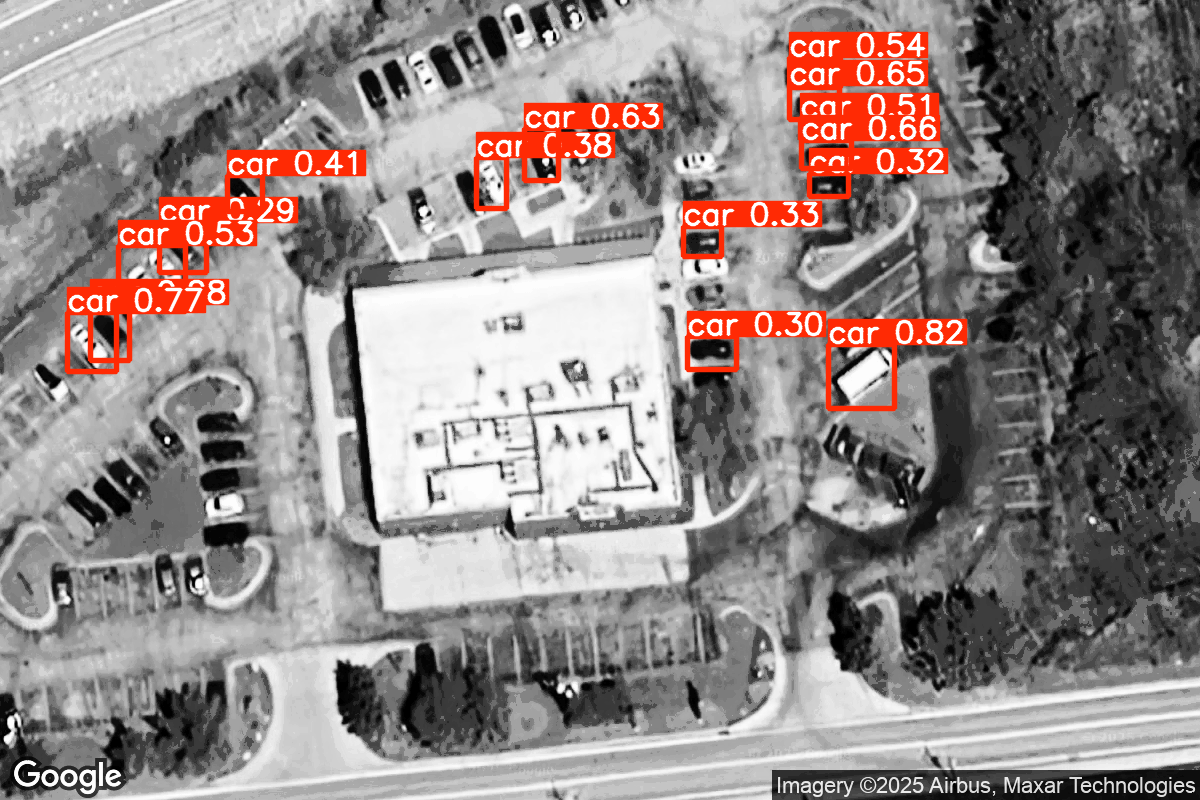 car 0.54
car 0.65
car 0.51
car 0.63
car 0.66
car 0.38
car 0.32
car 0.41
car 0.29
car 0.33
car 0.53
car 0.77
car 0.30
car 0.82
Google
Imagery ©2025 Airbus, Maxar Technologies